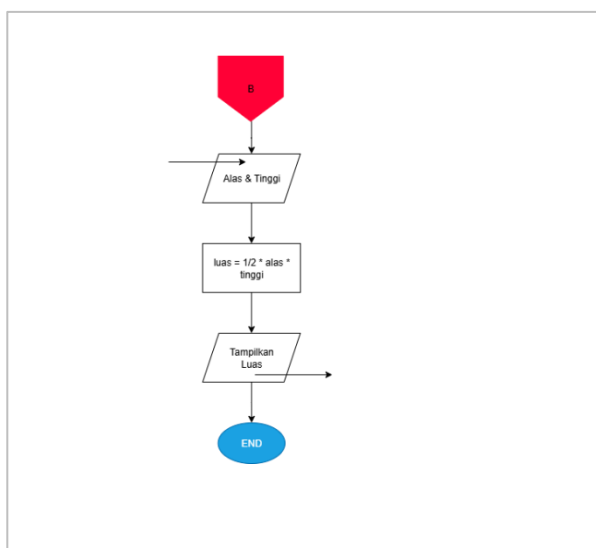 B
Alas & Tinggi
luas = 1/2 * alas *
tinggi
Tampilkan
Luas
END